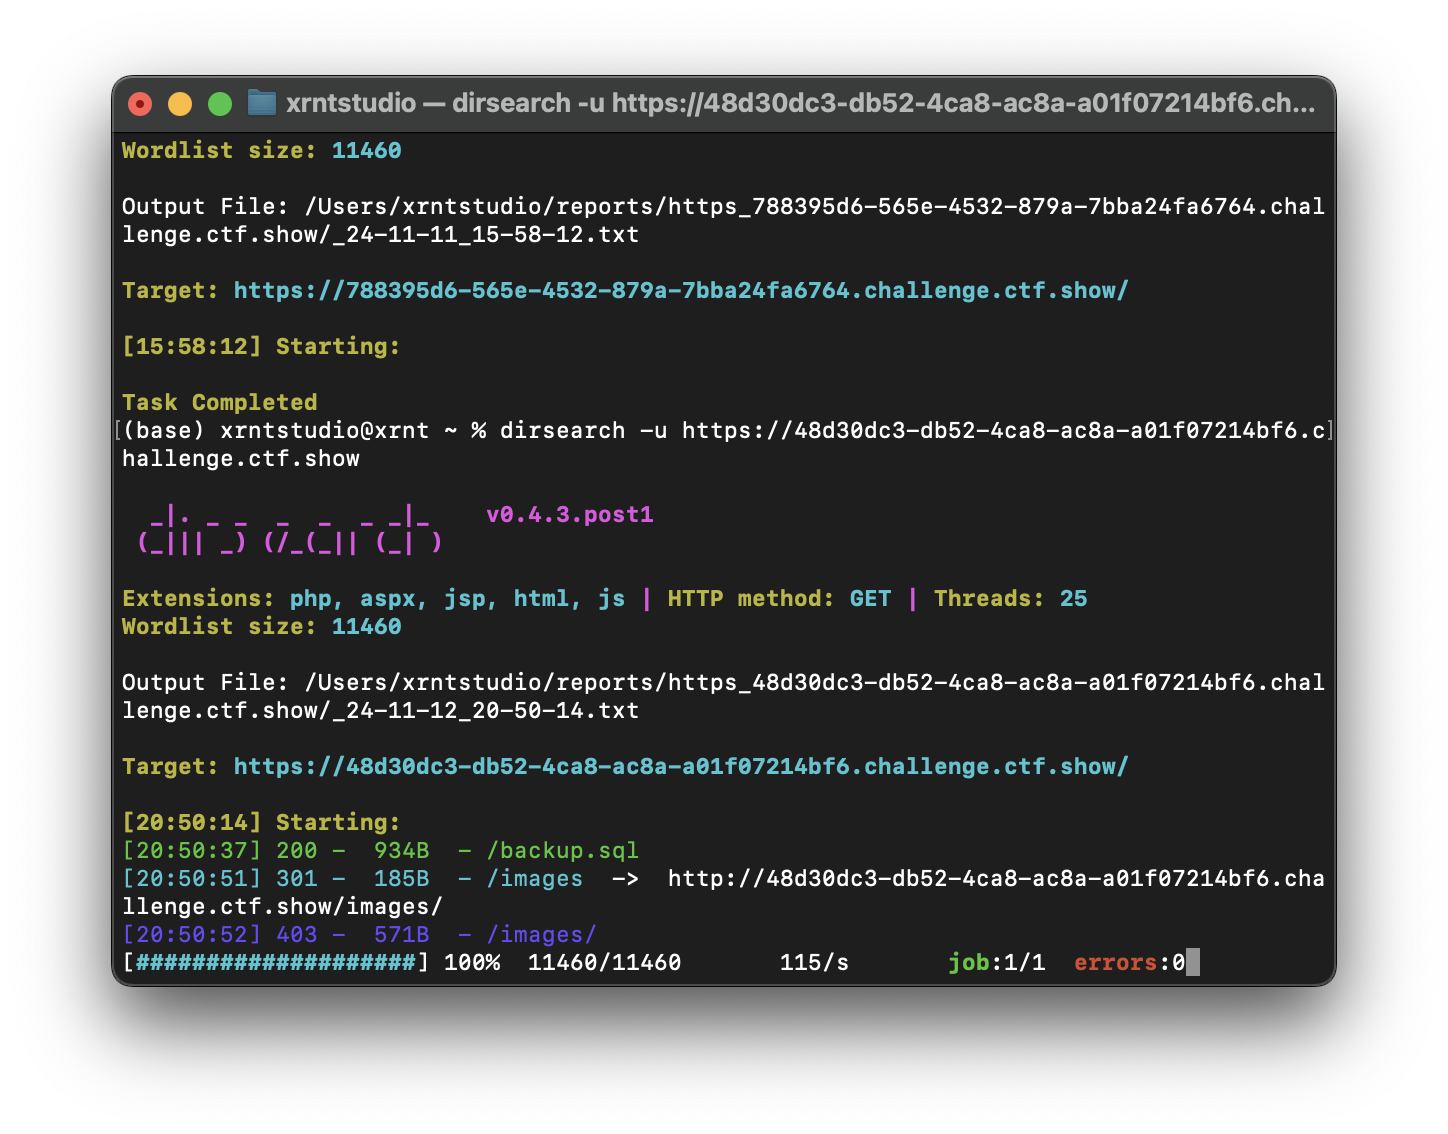 xrntstudio — dirsearch -u https://48d30dc3-db52-4ca8-ac8a-a01f07214bf6.ch...
Wordlist size: 11460
Output File: /Users/xrntstudio/reports/https_788395d6-565e-4532-879a-7bba24fa6764.chal
lenge.ctf.show/_24-11-11_15-58-12.txt
Target: https://788395d6-565e-4532-879a-7bba24fa6764.challenge.ctf.show/
[15:58:12] Starting:
Task Completed
[(base) xrntstudio@xrnt ~ % dirsearch -u https://48d30dc3-db52-4ca8-ac8a-a01f07214bf6.c]
hallenge.ctf.show
  _|. _ _  _  _  _ _|_    v0.4.3.post1
 (_||| _) (/_(_|| (_| )
Extensions: php, aspx, jsp, html, js | HTTP method: GET | Threads: 25
Wordlist size: 11460
Output File: /Users/xrntstudio/reports/https_48d30dc3-db52-4ca8-ac8a-a01f07214bf6.chal
lenge.ctf.show/_24-11-12_20-50-14.txt
Target: https://48d30dc3-db52-4ca8-ac8a-a01f07214bf6.challenge.ctf.show/
[20:50:14] Starting:
[20:50:37] 200 -  934B  - /backup.sql
[20:50:51] 301 -  185B  - /images  ->  http://48d30dc3-db52-4ca8-ac8a-a01f07214bf6.cha
llenge.ctf.show/images/
[20:50:52] 403 -  571B  - /images/
[####################] 100%  11460/11460       115/s       job:1/1  errors:0